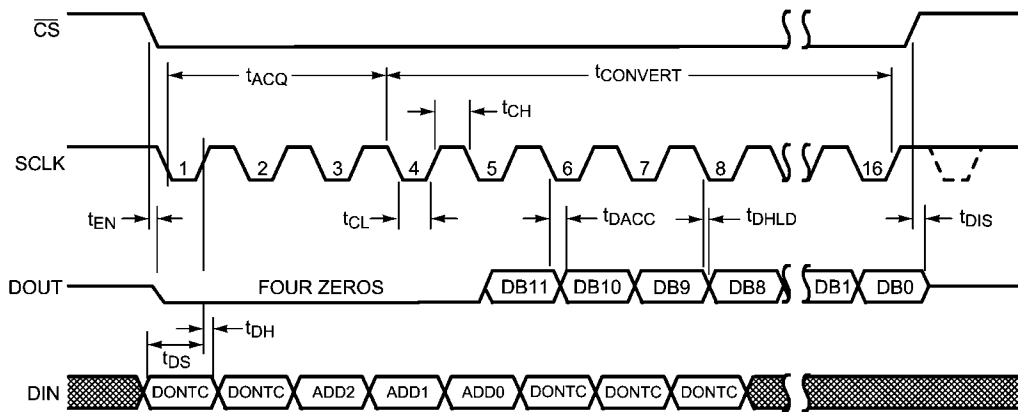 CS
tACQ
tCONVERT
tCH
SCLK
1 2 3 4 5 6 7 8 16
tEN
tCL
tDACC
tDHLD
tDIS
DOUT
FOUR ZEROS
DB11 DB10 DB9 DB8 DB1 DB0
tDH
tDS
DIN
DONTC DONTC ADD2 ADD1 ADD0 DONTC DONTC DONTC